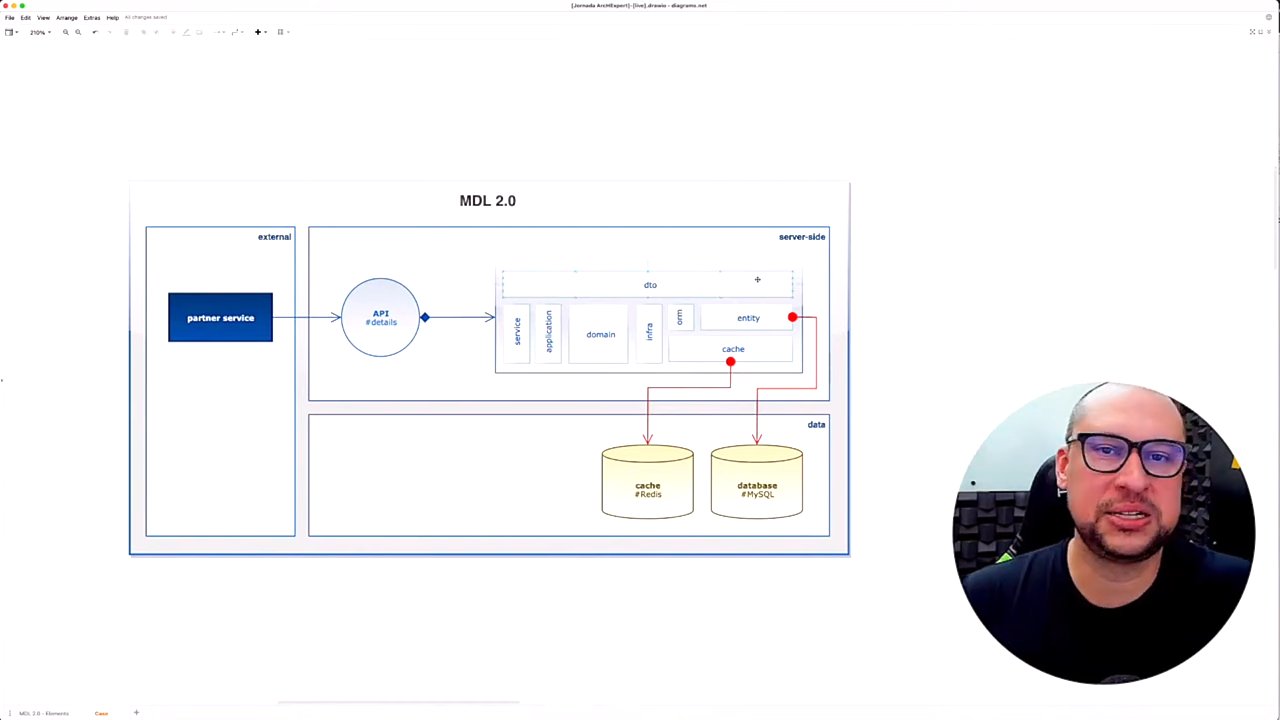 [Jornada ArcHExpert]-[live].drawio - diagrams.net
File Edit View Arrange Extras Help All changes saved
210%
MDL 2.0
external
server-side
partner service
API
#details
dto
service
application
domain
infra
orm
entity
cache
data
cache
#Redis
database
#MySQL
MDL 2.0 - Elements
Case